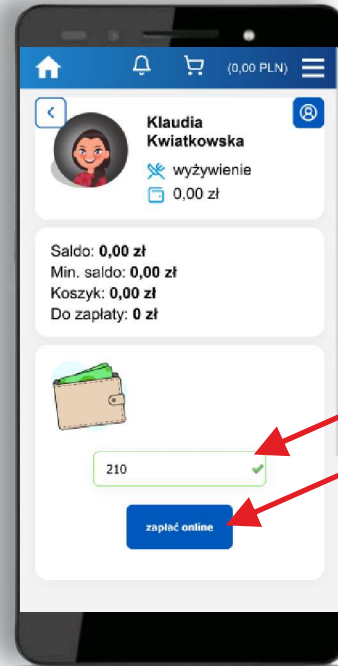 (0,00 PLN)
Klaudia
Kwiatkowska
wyżywienie
0,00 zł
Saldo: 0,00 zł
Min. saldo: 0,00 zł
Koszyk: 0,00 zł
Do zapłaty: 0 zł
210
zapłać online